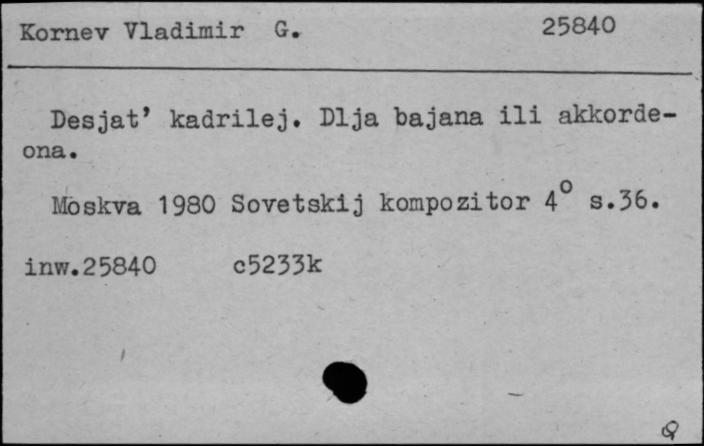 Kornev Vladimir G. 25840
Desjat’ kadrilej. Dlja bajana ili akkorde-
ona.
Moskva 1980 Sovetskij kompozitor 4° s.36.
inw.25840 c5233k